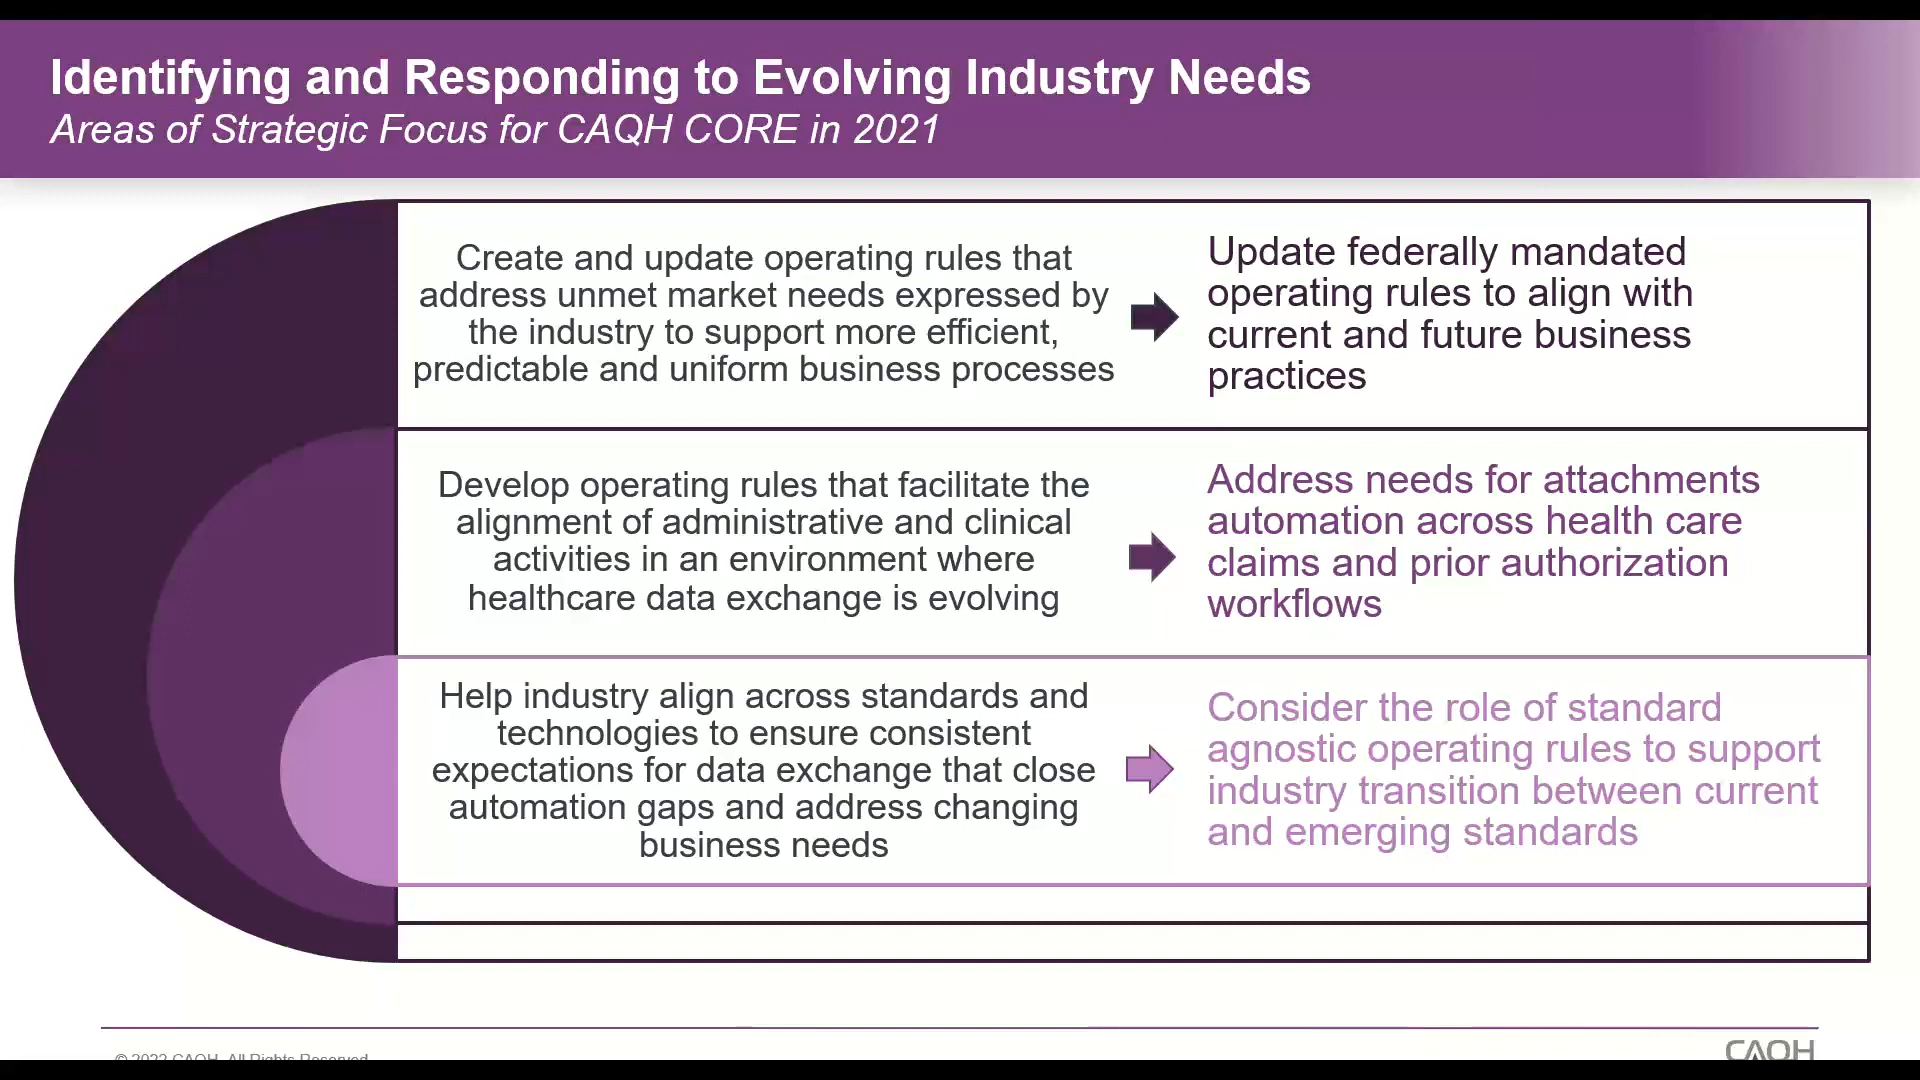 Identifying and Responding to Evolving Industry Needs
Areas of Strategic Focus for CAQH CORE in 2021
Create and update operating rules that
address unmet market needs expressed by
the industry to support more efficient,
predictable and uniform business processes
Update federally mandated
operating rules to align with
current and future business
practices
Develop operating rules that facilitate the
alignment of administrative and clinical
activities in an environment where
healthcare data exchange is evolving
Address needs for attachments
automation across health care
claims and prior authorization
workflows
Help industry align across standards and
technologies to ensure consistent
expectations for data exchange that close
automation gaps and address changing
business needs
Consider the role of standard
agnostic operating rules to support
industry transition between current
and emerging standards
© 2022 CAQH, All Rights Reserved
CAQH